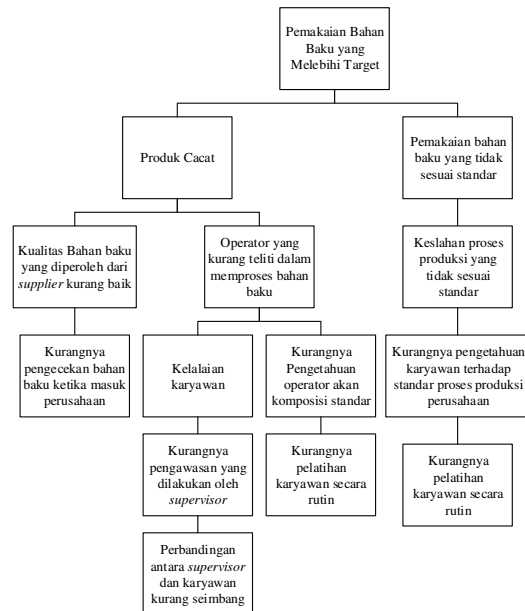 Pemakaian Bahan
Baku yang
Melebihi Target
Produk Cacat
Pemakaian bahan
baku yang tidak
sesuai standar
Kualitas Bahan baku
yang diperoleh dari
supplier kurang baik
Operator yang
kurang teliti dalam
memproses bahan
baku
Keslahan proses
produksi yang
tidak sesuai
standar
Kurangnya
pengecekan bahan
baku ketika masuk
perusahaan
Kelalaian
karyawan
Kurangnya
Pengetahuan
operator akan
komposisi standar
Kurangnya pengetahuan
karyawan terhadap
standar proses produksi
perusahaan
Kurangnya
pengawasan yang
dilakukan oleh
supervisor
Kurangnya
pelatihan
karyawan secara
rutin
Kurangnya
pelatihan
karyawan secara
rutin
Perbandingan
antara supervisor
dan karyawan
kurang seimbang